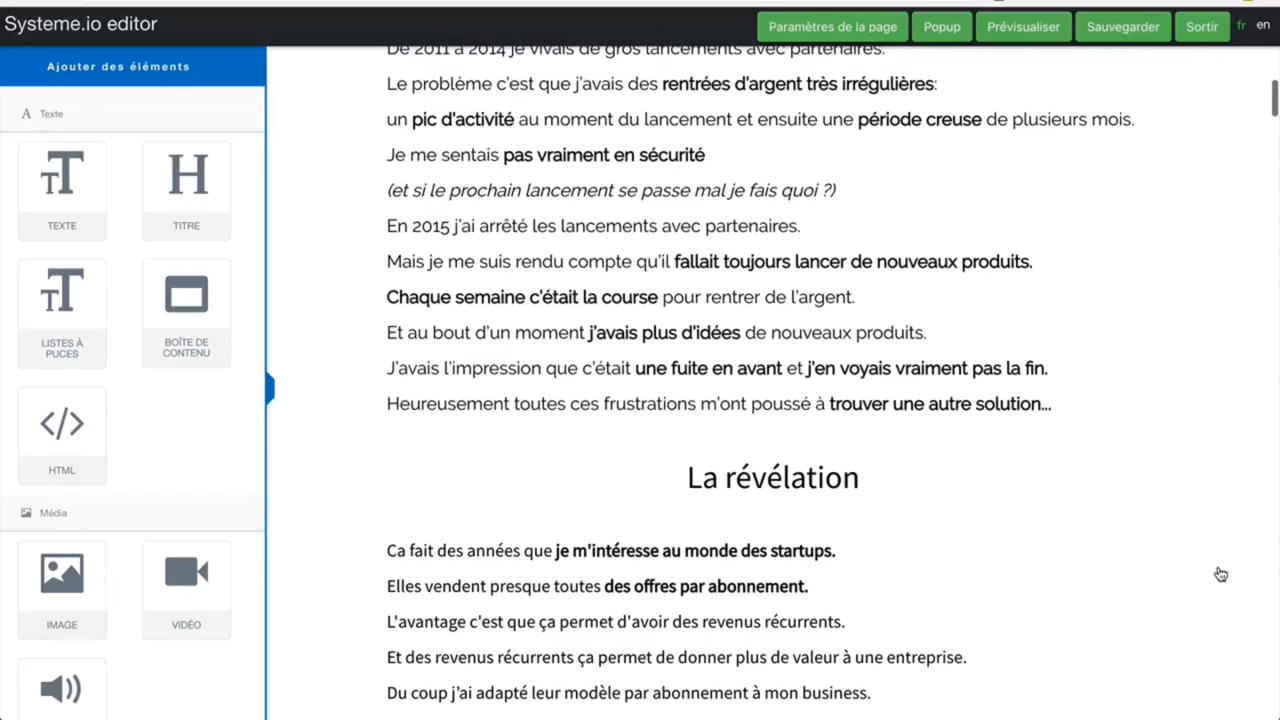 Systeme.io editor
Paramètres de la page
Popup
Prévisualiser
Sauvegarder
Sortir
fr
en
Ajouter des éléments
Texte
TEXTE
TITRE
LISTES À
PUCES
BOÎTE DE
CONTENU
HTML
Média
IMAGE
VIDÉO
De 2011 à 2014 je vivais de gros lancements avec partenaires.
Le problème c'est que j'avais des rentrées d'argent très irrégulières:
un pic d'activité au moment du lancement et ensuite une période creuse de plusieurs mois.
Je me sentais pas vraiment en sécurité
(et si le prochain lancement se passe mal je fais quoi ?)
En 2015 j'ai arrêté les lancements avec partenaires.
Mais je me suis rendu compte qu'il fallait toujours lancer de nouveaux produits.
Chaque semaine c'était la course pour rentrer de l'argent.
Et au bout d'un moment j'avais plus d'idées de nouveaux produits.
J'avais l'impression que c'était une fuite en avant et j'en voyais vraiment pas la fin.
Heureusement toutes ces frustrations m'ont poussé à trouver une autre solution...
La révélation
Ca fait des années que je m'intéresse au monde des startups.
Elles vendent presque toutes des offres par abonnement.
L'avantage c'est que ça permet d'avoir des revenus récurrents.
Et des revenus récurrents ça permet de donner plus de valeur à une entreprise.
Du coup j'ai adapté leur modèle par abonnement à mon business.